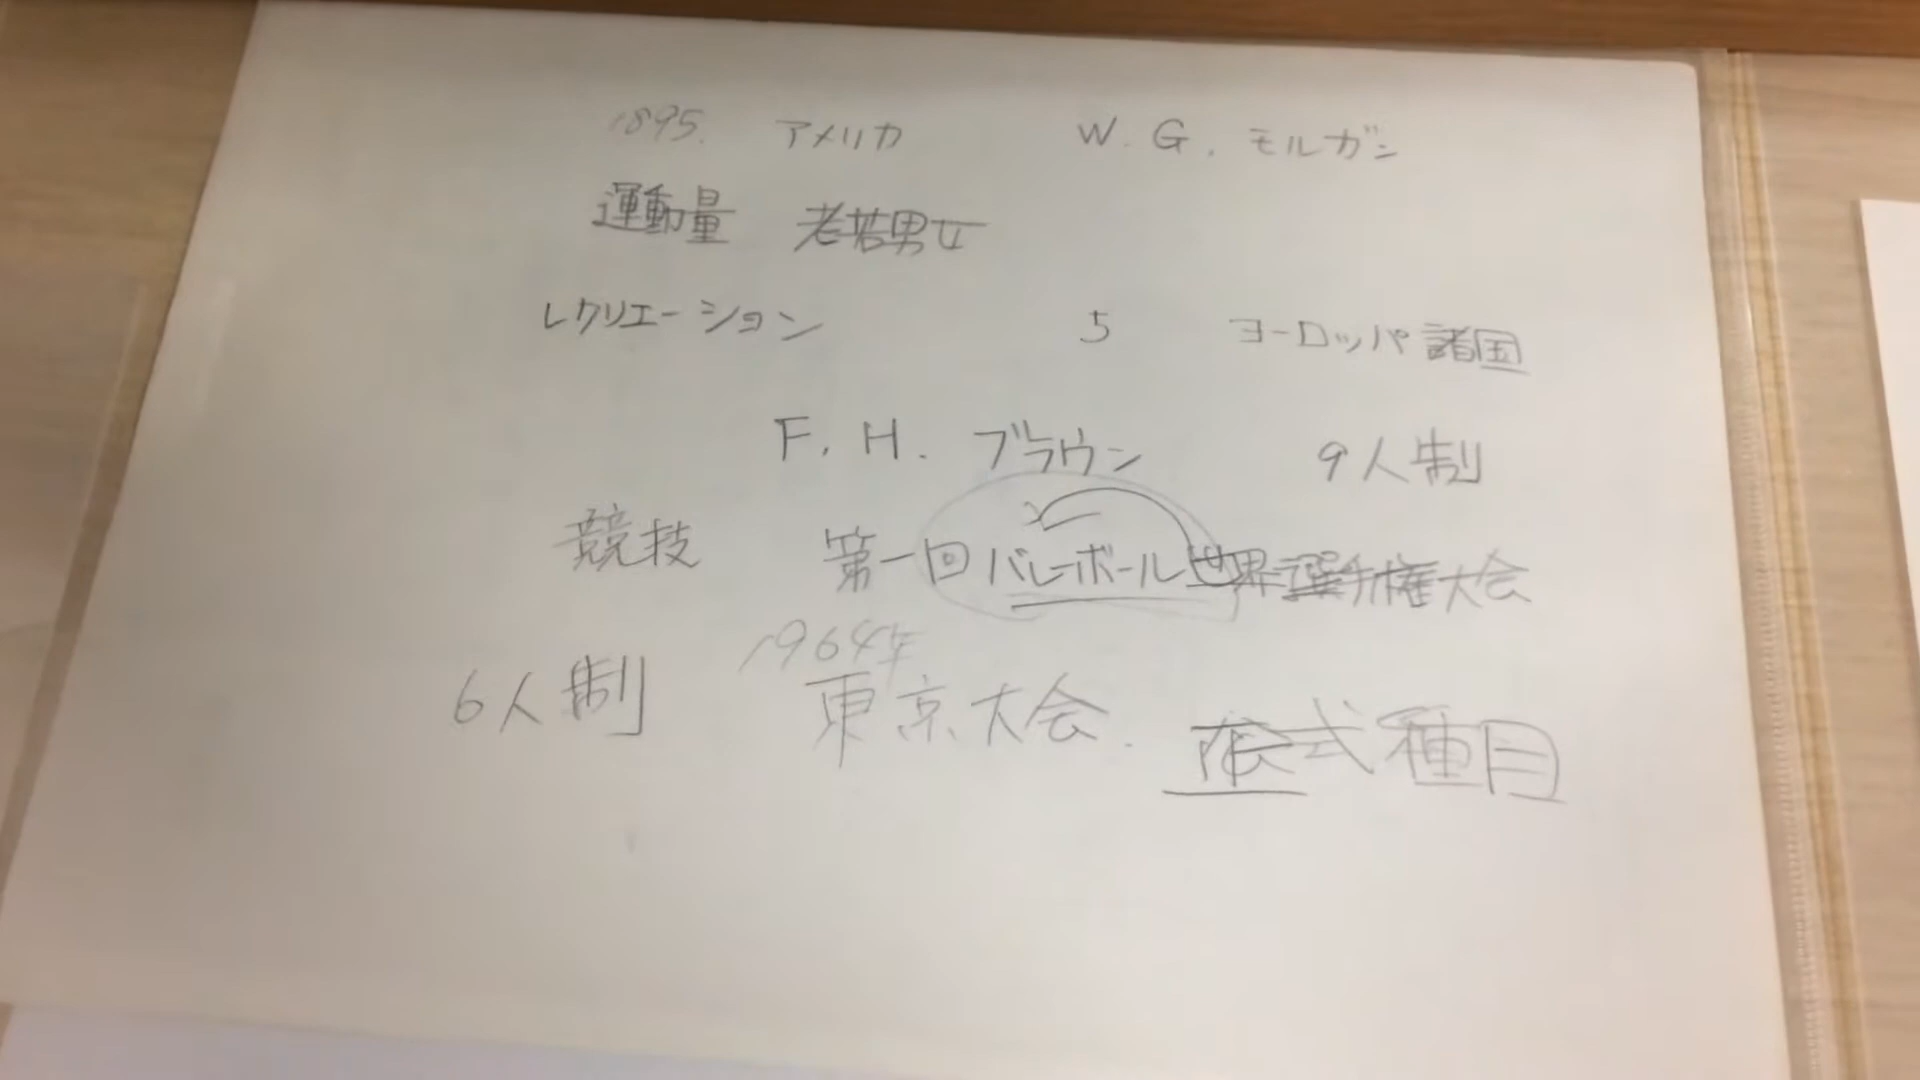 1895. アメリカ W. G. モルガン
運動量 老若男女
レクリエーション 5 ヨーロッパ諸国
F. H. ブラウン 9人制
競技 第一回バレーボール世界選手権大会
1964年
6人制 東京大会. 正式種目